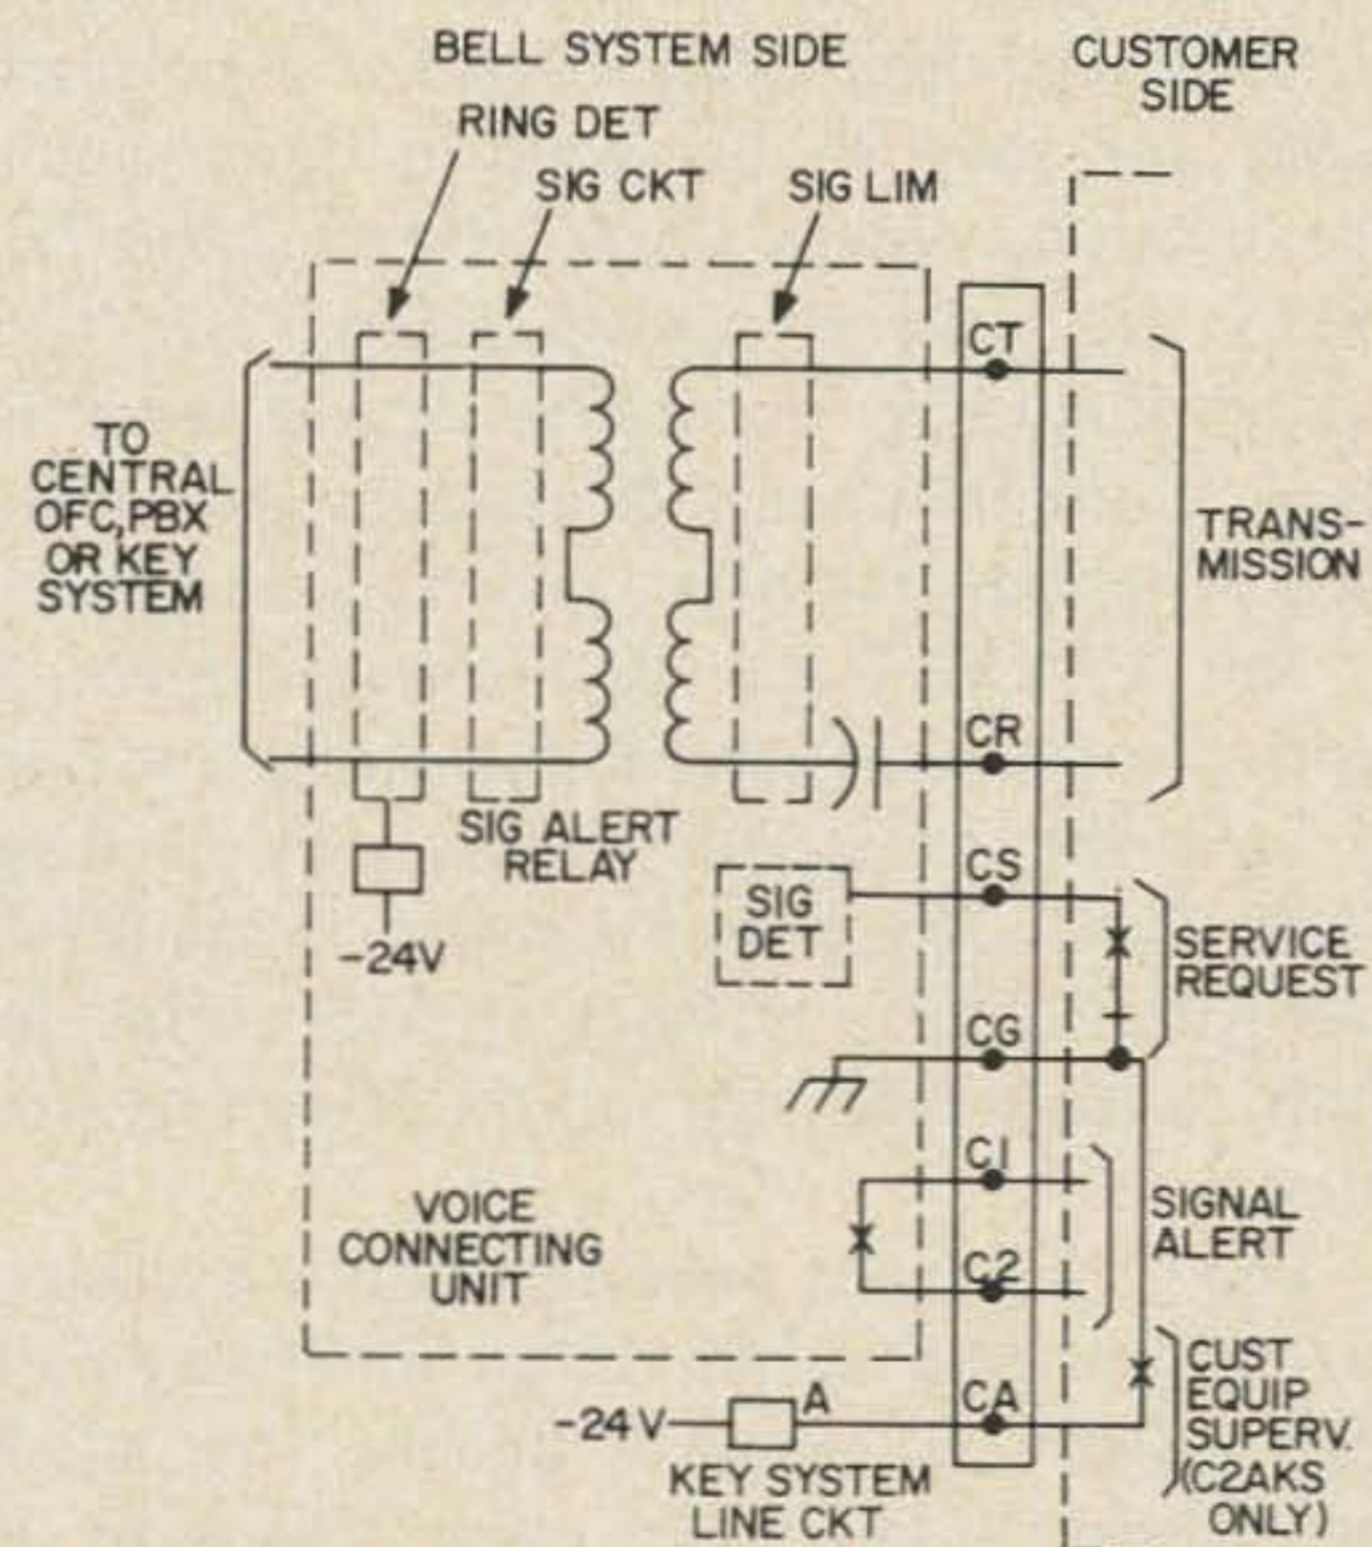 BELL SYSTEM SIDE
CUSTOMER
SIDE
RING DET
SIG CKT
SIG LIM
CT
TO
CENTRAL
OFC,PBX
OR KEY
SYSTEM
TRANS-
MISSION
CR
SIG ALERT
RELAY
-24V
CS
SIG
DET
SERVICE
REQUEST
CG
C1
C2
SIGNAL
ALERT
VOICE
CONNECTING
UNIT
-24V
A
CA
KEY SYSTEM
LINE CKT
CUST
EQUIP
SUPERV.
(C2AKS
ONLY)